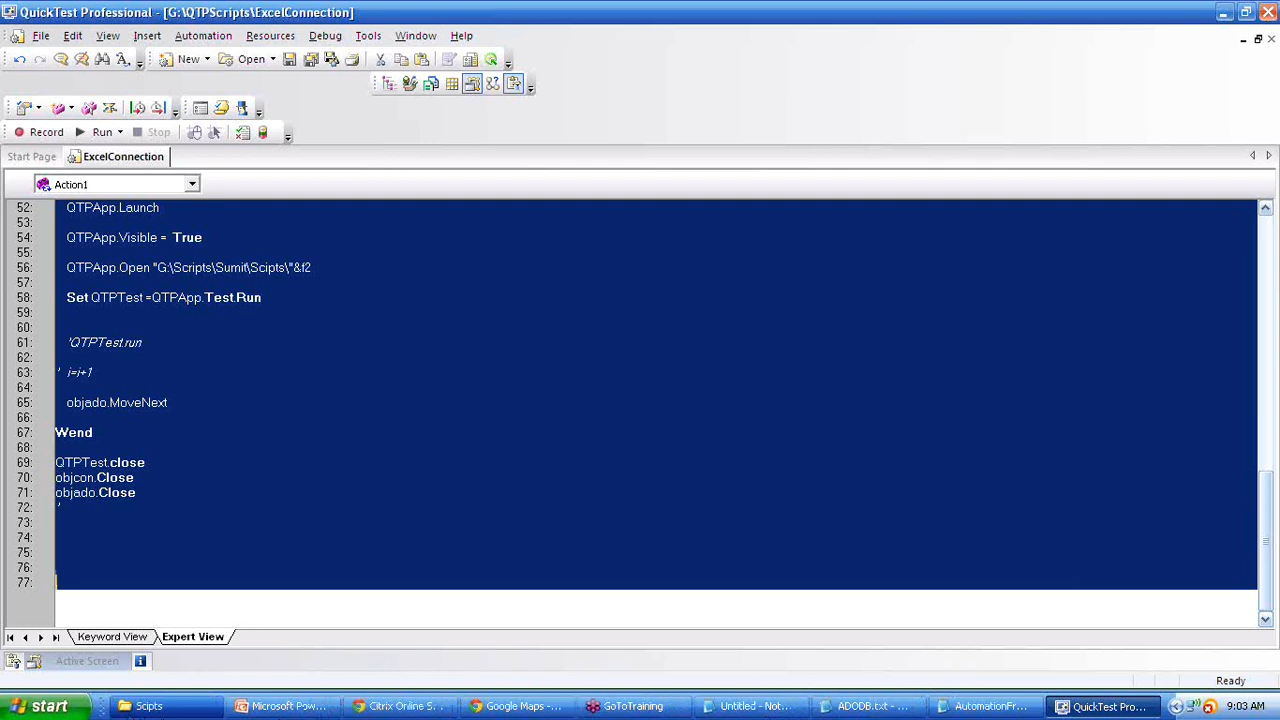 QuickTest Professional - [G:\QTPScripts\ExcelConnection]
File Edit View Insert Automation Resources Debug Tools Window Help
New Open
Record Run Stop
Start Page ExcelConnection
Action1
52: QTPApp.Launch
53:
54: QTPApp.Visible = True
55:
56: QTPApp.Open "G:\Scripts\Sumit\Scipts\"&f2
57:
58: Set QTPTest =QTPApp.Test.Run
59:
60:
61: 'QTPTest.run
62:
63: ' i=i+1
64:
65: objado.MoveNext
66:
67: Wend
68:
69: QTPTest.close
70: objcon.Close
71: objado.Close
72: '
73:
74:
75:
76:
77:
Keyword View Expert View
Active Screen
Ready
start Scipts Microsoft Pow... Citrix Online S... Google Maps -... GoToTraining Untitled - Not... ADODB.txt - ... AutomationFr... QuickTest Pro... 9:03 AM